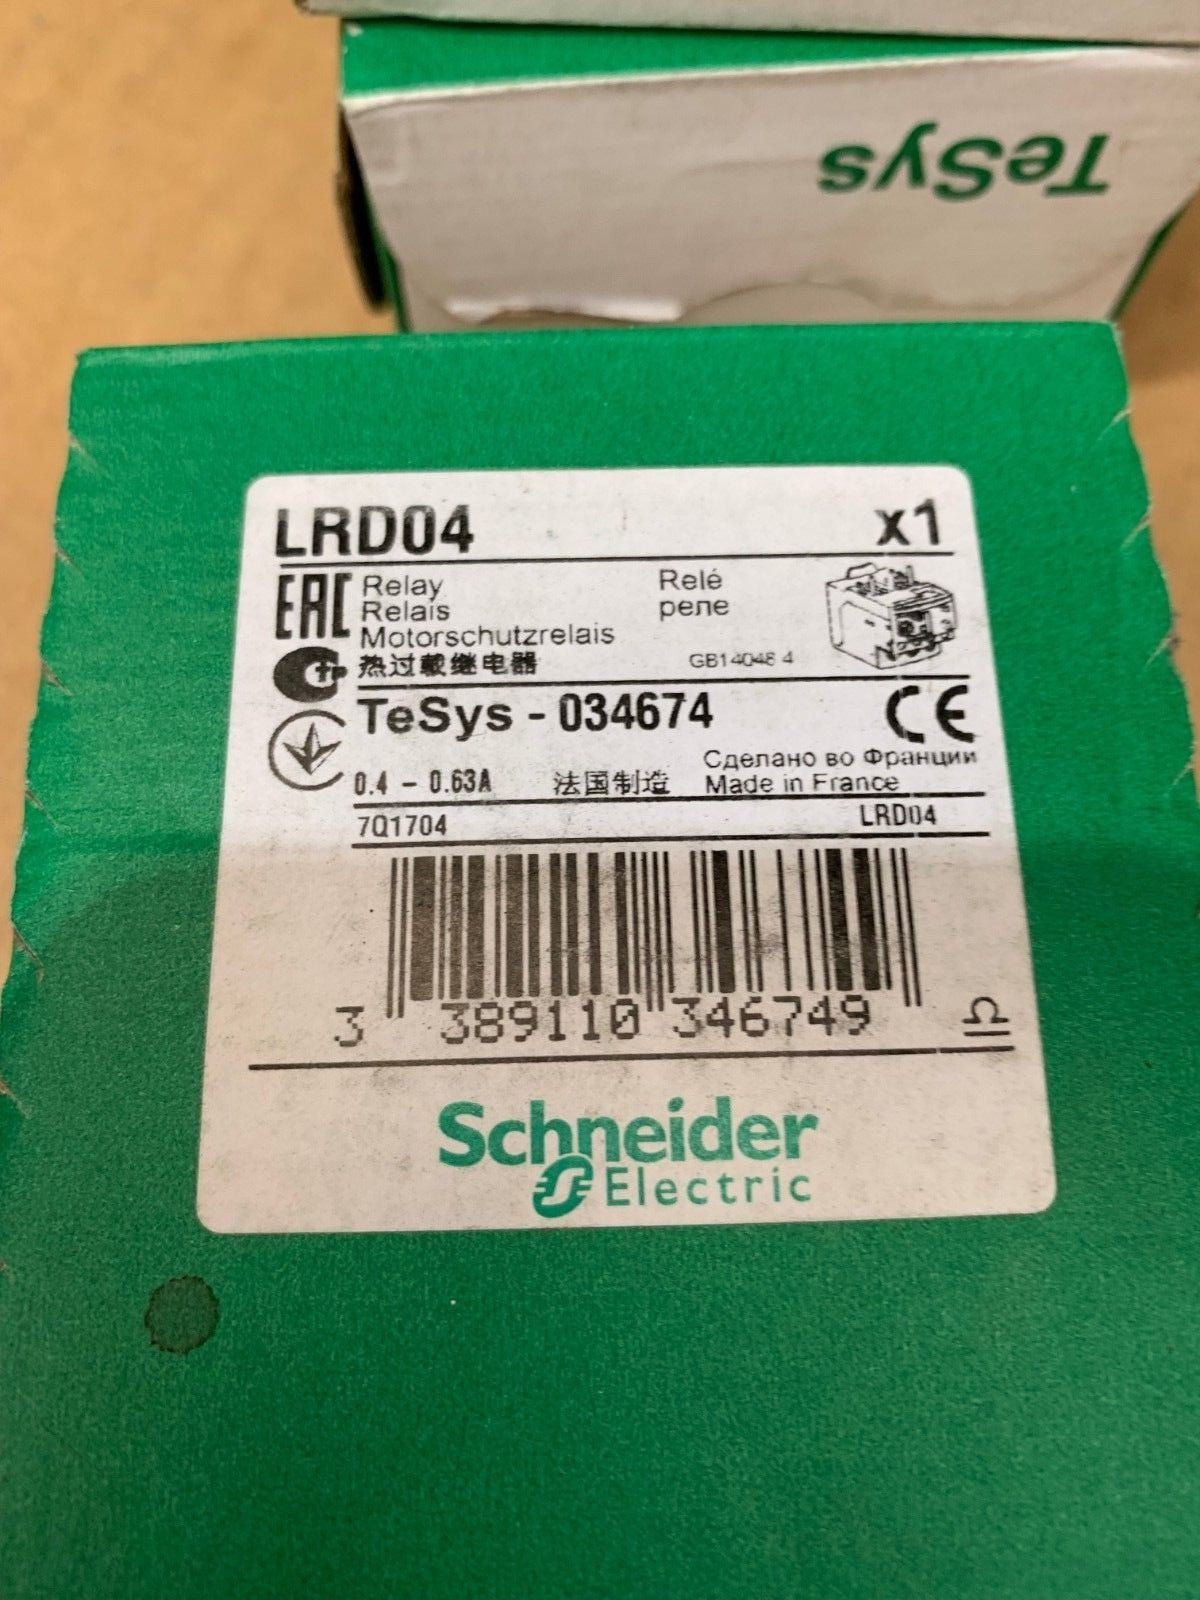 TeSys
LRD04 x1
EAC Relay Relé
Relais реле
Motorschutzrelais
热过载继电器 GB14048 4
TeSys - 034674 CE
Сделано во Франции
0.4 - 0.63A 法国制造 Made in France
7Q1704 LRD04
3 389110 346749
Schneider
Electric